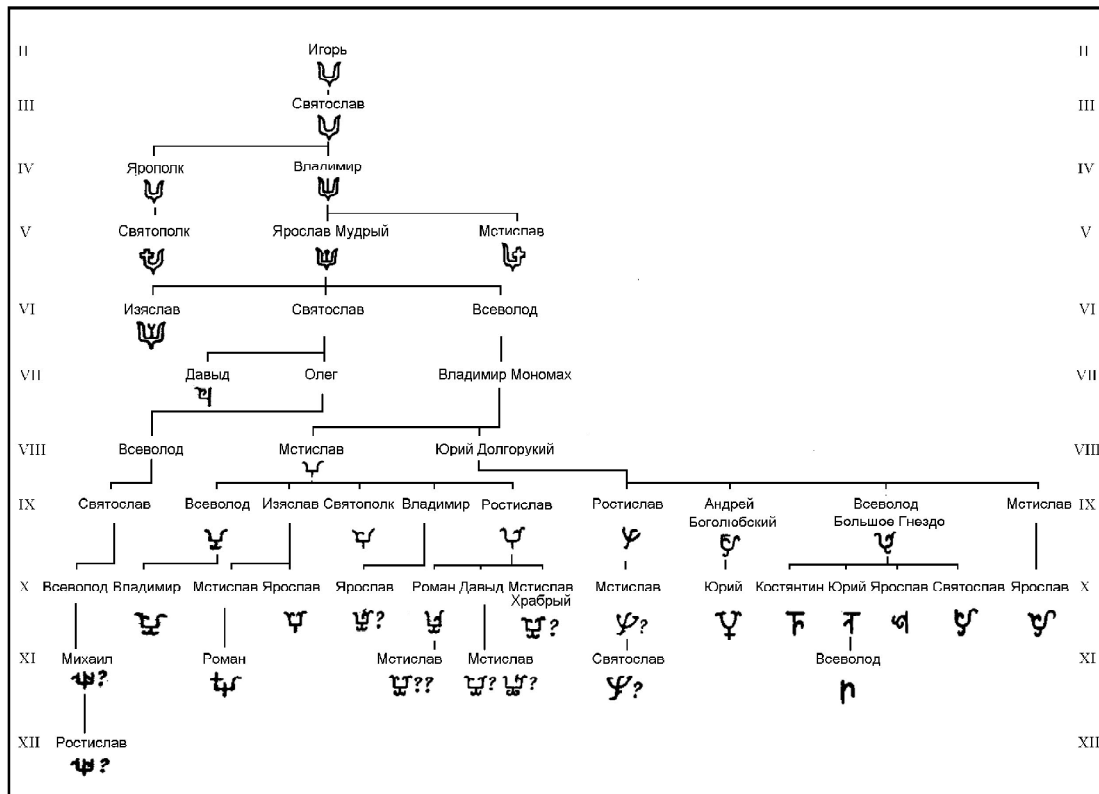 II Игорь II
III Святослав III
IV Ярополк Владимир IV
V Святополк Ярослав Мудрый Мстислав V
VI Изяслав Святослав Всеволод VI
VII Давыд Олег Владимир Мономах VII
VIII Всеволод Мстислав Юрий Долгорукий VIII
IX Святослав Всеволод Изяслав Святополк Владимир Ростислав Ростислав Андрей Всеволод Мстислав IX
Боголюбский Большое Гнездо
X Всеволод Владимир Мстислав Ярослав Ярослав Роман Давыд Мстислав Мстислав Юрий Костянтин Юрий Ярослав Святослав Ярослав X
Храбрый
? ? ?
XI Михаил Роман Мстислав Мстислав Святослав Всеволод XI
? ?? ? ? ?
XII Ростислав XII
?